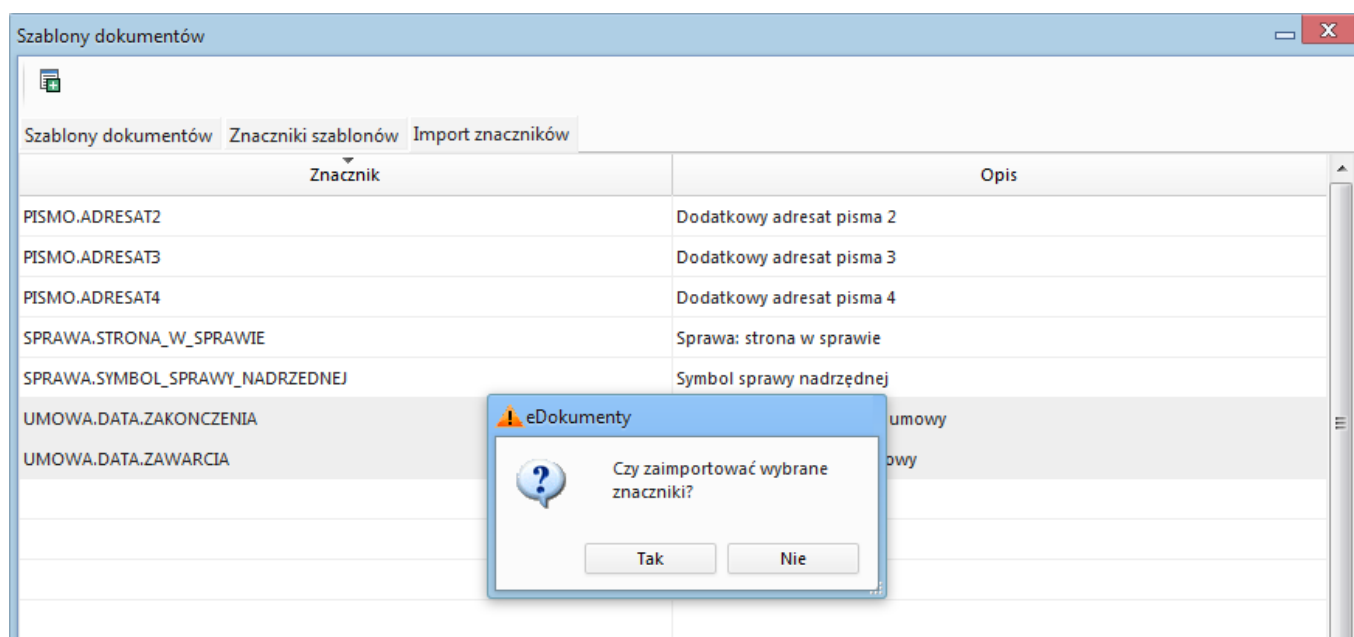 Szablony dokumentów
Szablony dokumentów Znaczniki szablonów Import znaczników
Znacznik Opis
PISMO.ADRESAT2 Dodatkowy adresat pisma 2
PISMO.ADRESAT3 Dodatkowy adresat pisma 3
PISMO.ADRESAT4 Dodatkowy adresat pisma 4
SPRAWA.STRONA_W_SPRAWIE Sprawa: strona w sprawie
SPRAWA.SYMBOL_SPRAWY_NADRZEDNEJ Symbol sprawy nadrzędnej
UMOWA.DATA.ZAKONCZENIA umowy
UMOWA.DATA.ZAWARCIA owy
eDokumenty
Czy zaimportować wybrane
znaczniki?
Tak Nie